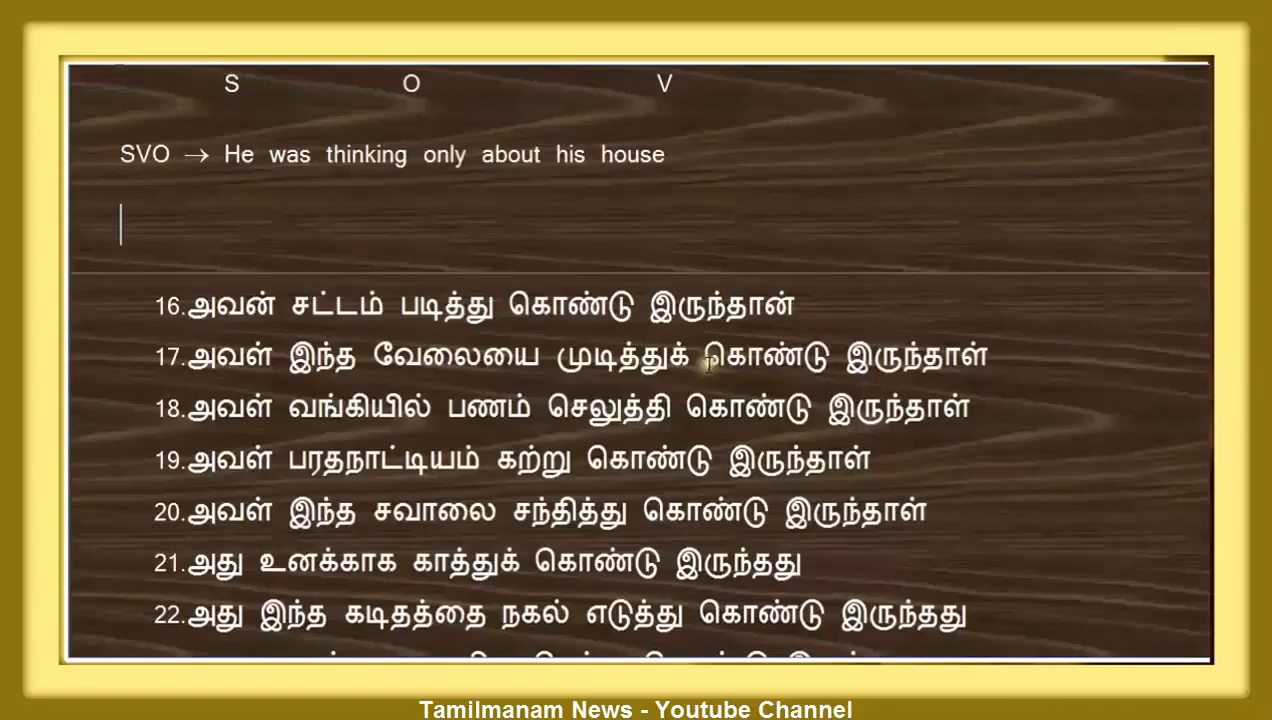 S O V
SVO → He was thinking only about his house
16.அவன் சட்டம் படித்து கொண்டு இருந்தான்
17.அவள் இந்த வேலையை முடித்துக் கொண்டு இருந்தாள்
18.அவள் வங்கியில் பணம் செலுத்தி கொண்டு இருந்தாள்
19.அவள் பரதநாட்டியம் கற்று கொண்டு இருந்தாள்
20.அவள் இந்த சவாலை சந்தித்து கொண்டு இருந்தாள்
21.அது உனக்காக காத்துக் கொண்டு இருந்தது
22.அது இந்த கடிதத்தை நகல் எடுத்து கொண்டு இருந்தது
Tamilmanam News - Youtube Channel